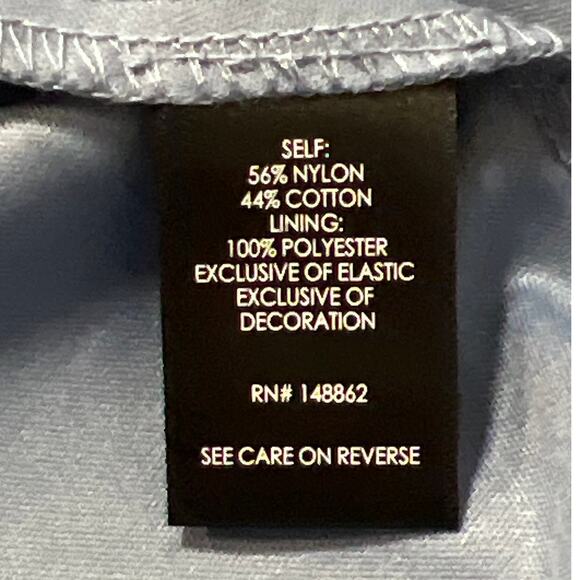 SELF:
56% NYLON
44% COTTON
LINING:
100% POLYESTER
EXCLUSIVE OF ELASTIC
EXCLUSIVE OF
DECORATION
RN# 148862
SEE CARE ON REVERSE